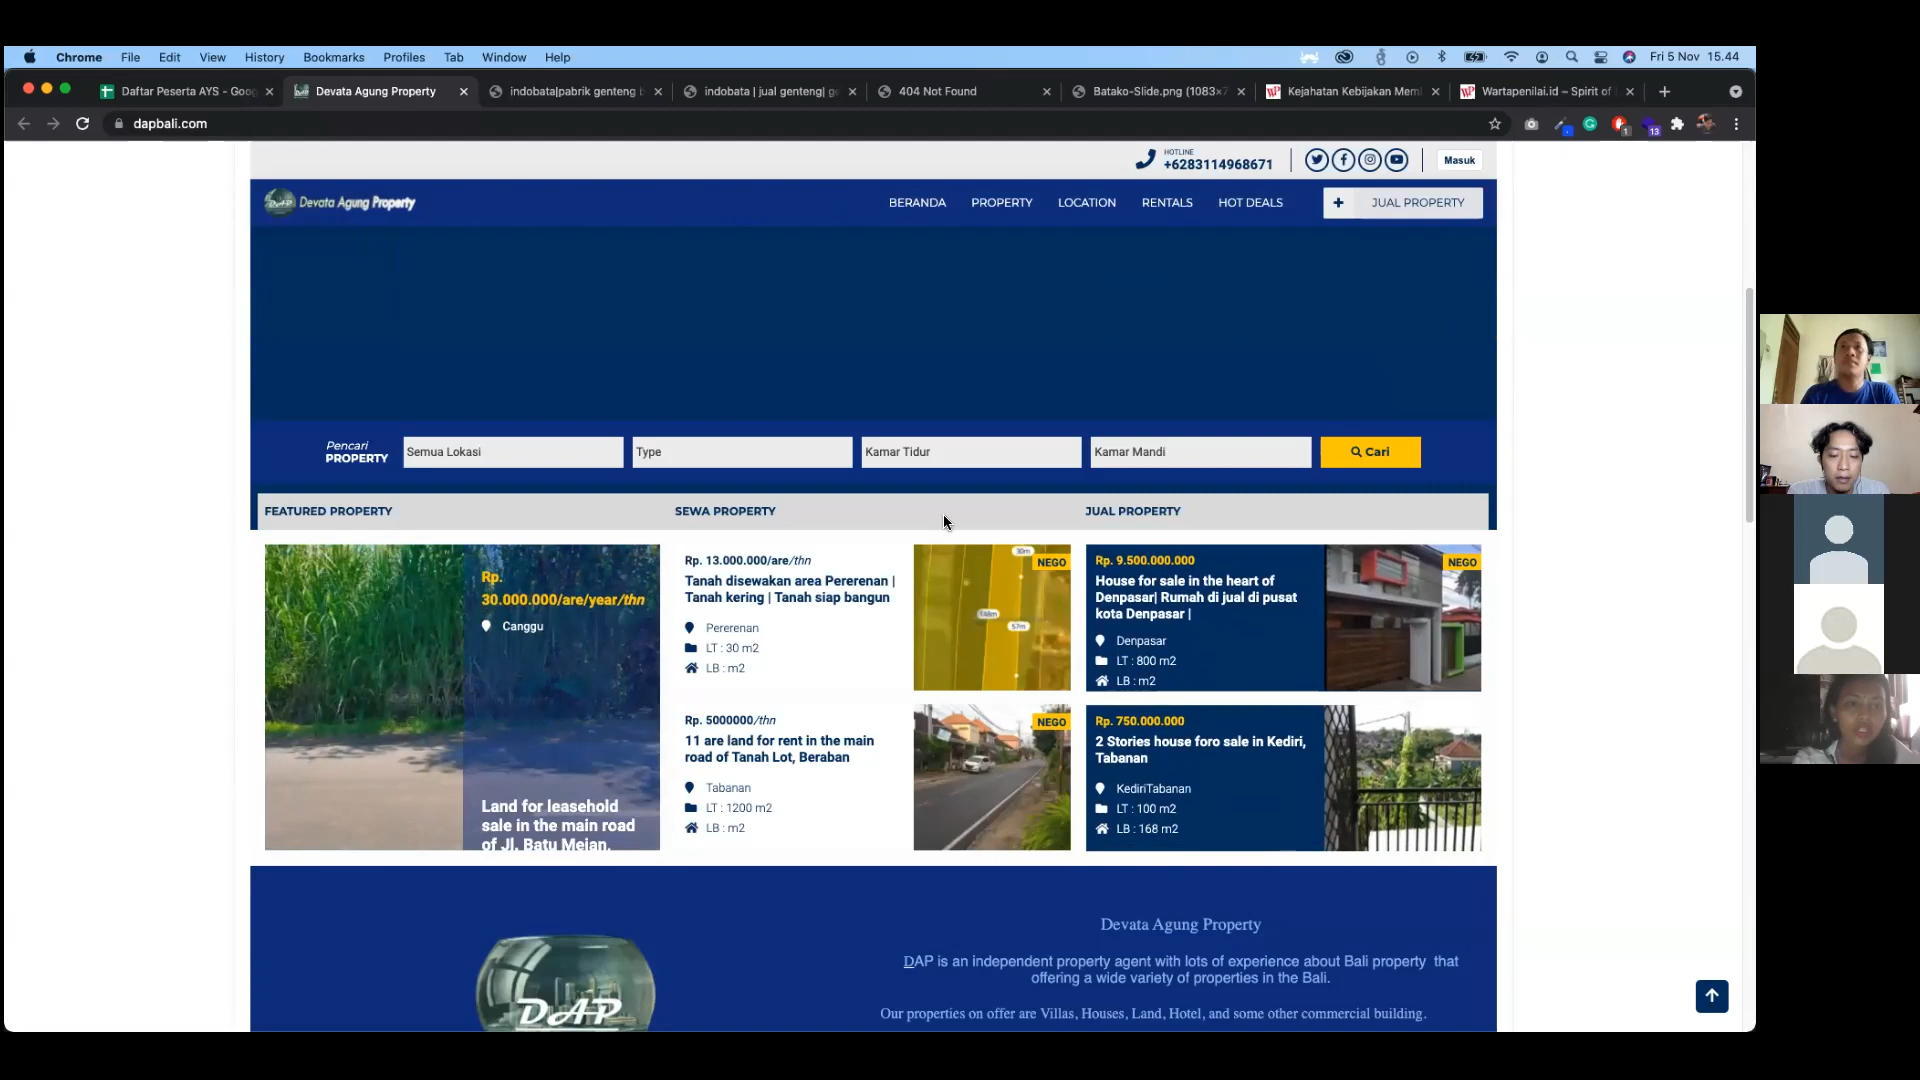 Chrome File Edit View History Bookmarks Profiles Tab Window Help
Fri 5 Nov 15.44
Daftar Peserta AYS - Goog
Devata Agung Property
indobata|pabrik genteng b
indobata | jual genteng| ge
404 Not Found
Batako-Slide.png (1083×7
Kejahatan Kebijakan Mem
Wartapenilai.id – Spirit of
dapbali.com
1
13
HOTLINE
+6283114968671
Masuk
DAP Devata Agung Property
BERANDA PROPERTY LOCATION RENTALS HOT DEALS
+ JUAL PROPERTY
Pencari
PROPERTY
Semua Lokasi
Type
Kamar Tidur
Kamar Mandi
Cari
FEATURED PROPERTY
SEWA PROPERTY
JUAL PROPERTY
Rp.
30.000.000/are/year/thn
Canggu
Land for leasehold
sale in the main road
of Jl. Batu Mejan,
Rp. 13.000.000/are/thn
Tanah disewakan area Pererenan |
Tanah kering | Tanah siap bangun
Pererenan
LT : 30 m2
LB : m2
NEGO
30m
57m
Rp. 5000000/thn
11 are land for rent in the main
road of Tanah Lot, Beraban
Tabanan
LT : 1200 m2
LB : m2
NEGO
Rp. 9.500.000.000
House for sale in the heart of
Denpasar| Rumah di jual di pusat
kota Denpasar |
Denpasar
LT : 800 m2
LB : m2
NEGO
Rp. 750.000.000
2 Stories house foro sale in Kediri,
Tabanan
KediriTabanan
LT : 100 m2
LB : 168 m2
DAP
Devata Agung Property
DAP is an independent property agent with lots of experience about Bali property that
offering a wide variety of properties in the Bali.
Our properties on offer are Villas, Houses, Land, Hotel, and some other commercial building.